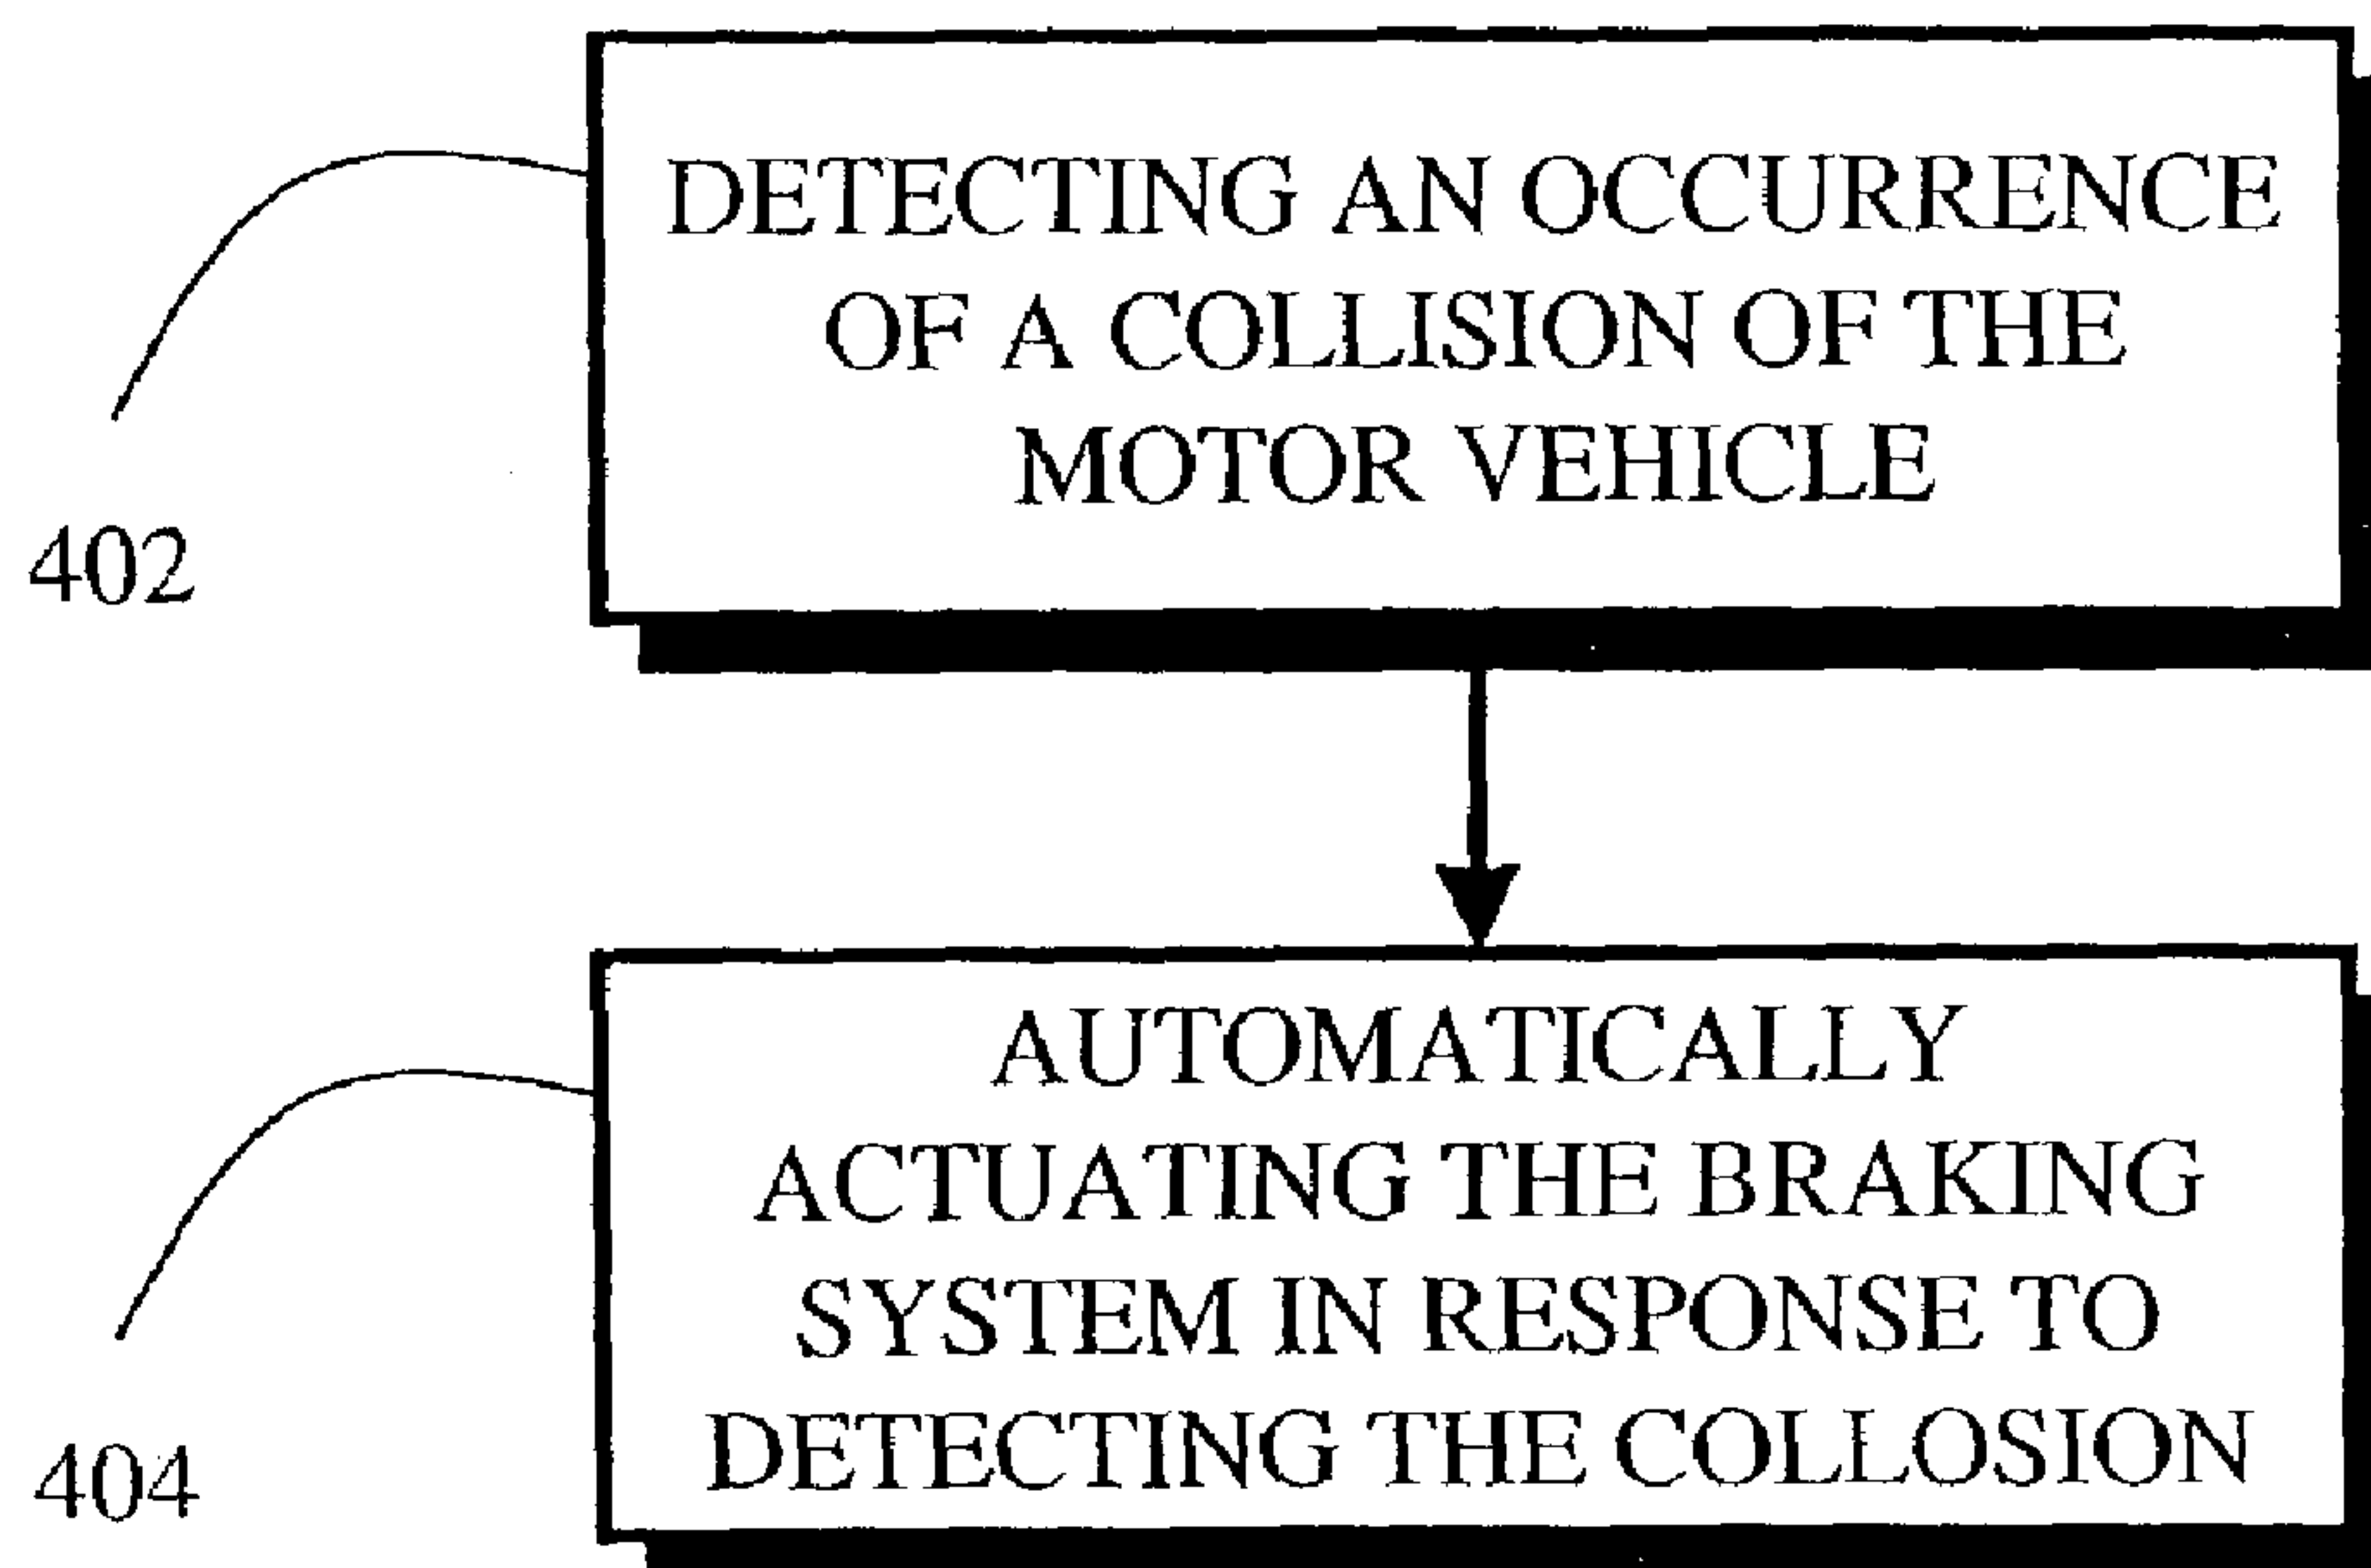 DETECTING AN OCCURRENCE
OF A COLLISION OF THE
MOTOR VEHICLE
402
AUTOMATICALLY
ACTUATING THE BRAKING
SYSTEM IN RESPONSE TO
DETECTING THE COLLOSION
404